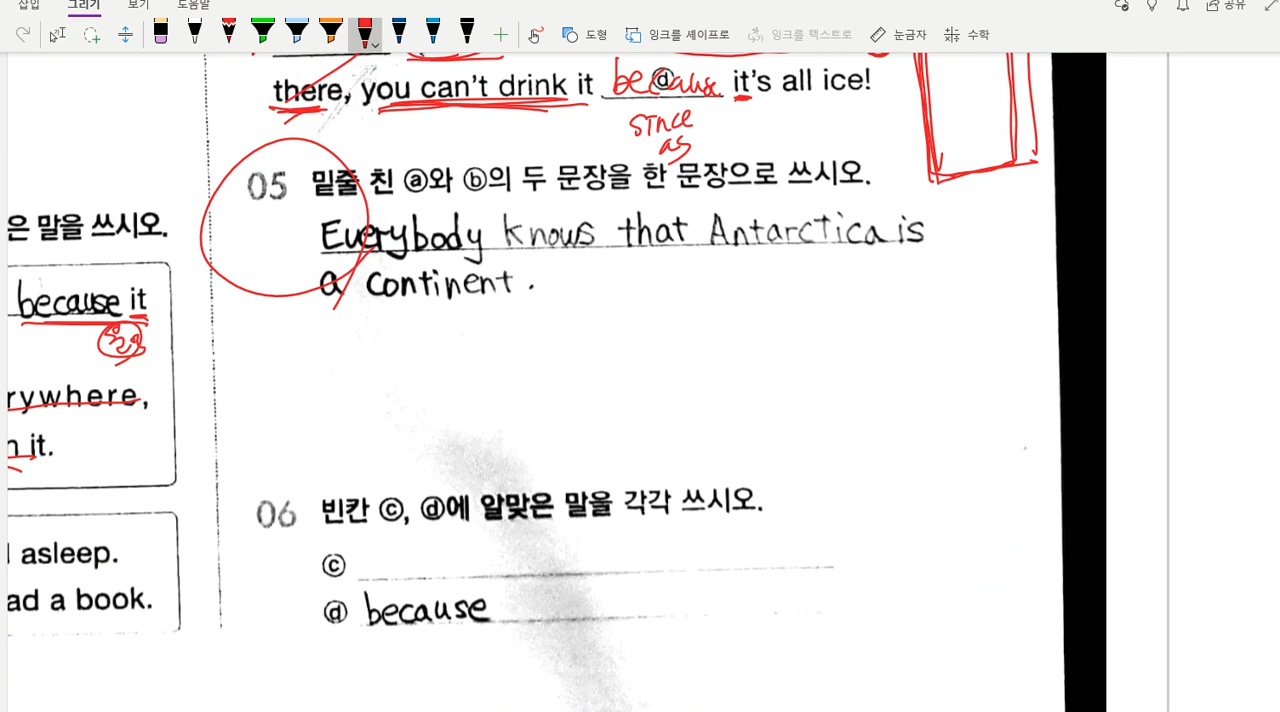 삽입 그리기 보기 도움말 공유
도형 잉크를 셰이프로 잉크를 텍스트로 눈금자 수학
there, you can't drink it because ⓓ it's all ice!
since
as
05 밑줄 친 ⓐ와 ⓑ의 두 문장을 한 문장으로 쓰시오.
Everybody knows that Antarctica is
a continent.
은 말을 쓰시오.
because it
rywhere,
n it.
asleep.
ad a book.
06 빈칸 ⓒ, ⓓ에 알맞은 말을 각각 쓰시오.
ⓒ
ⓓ because